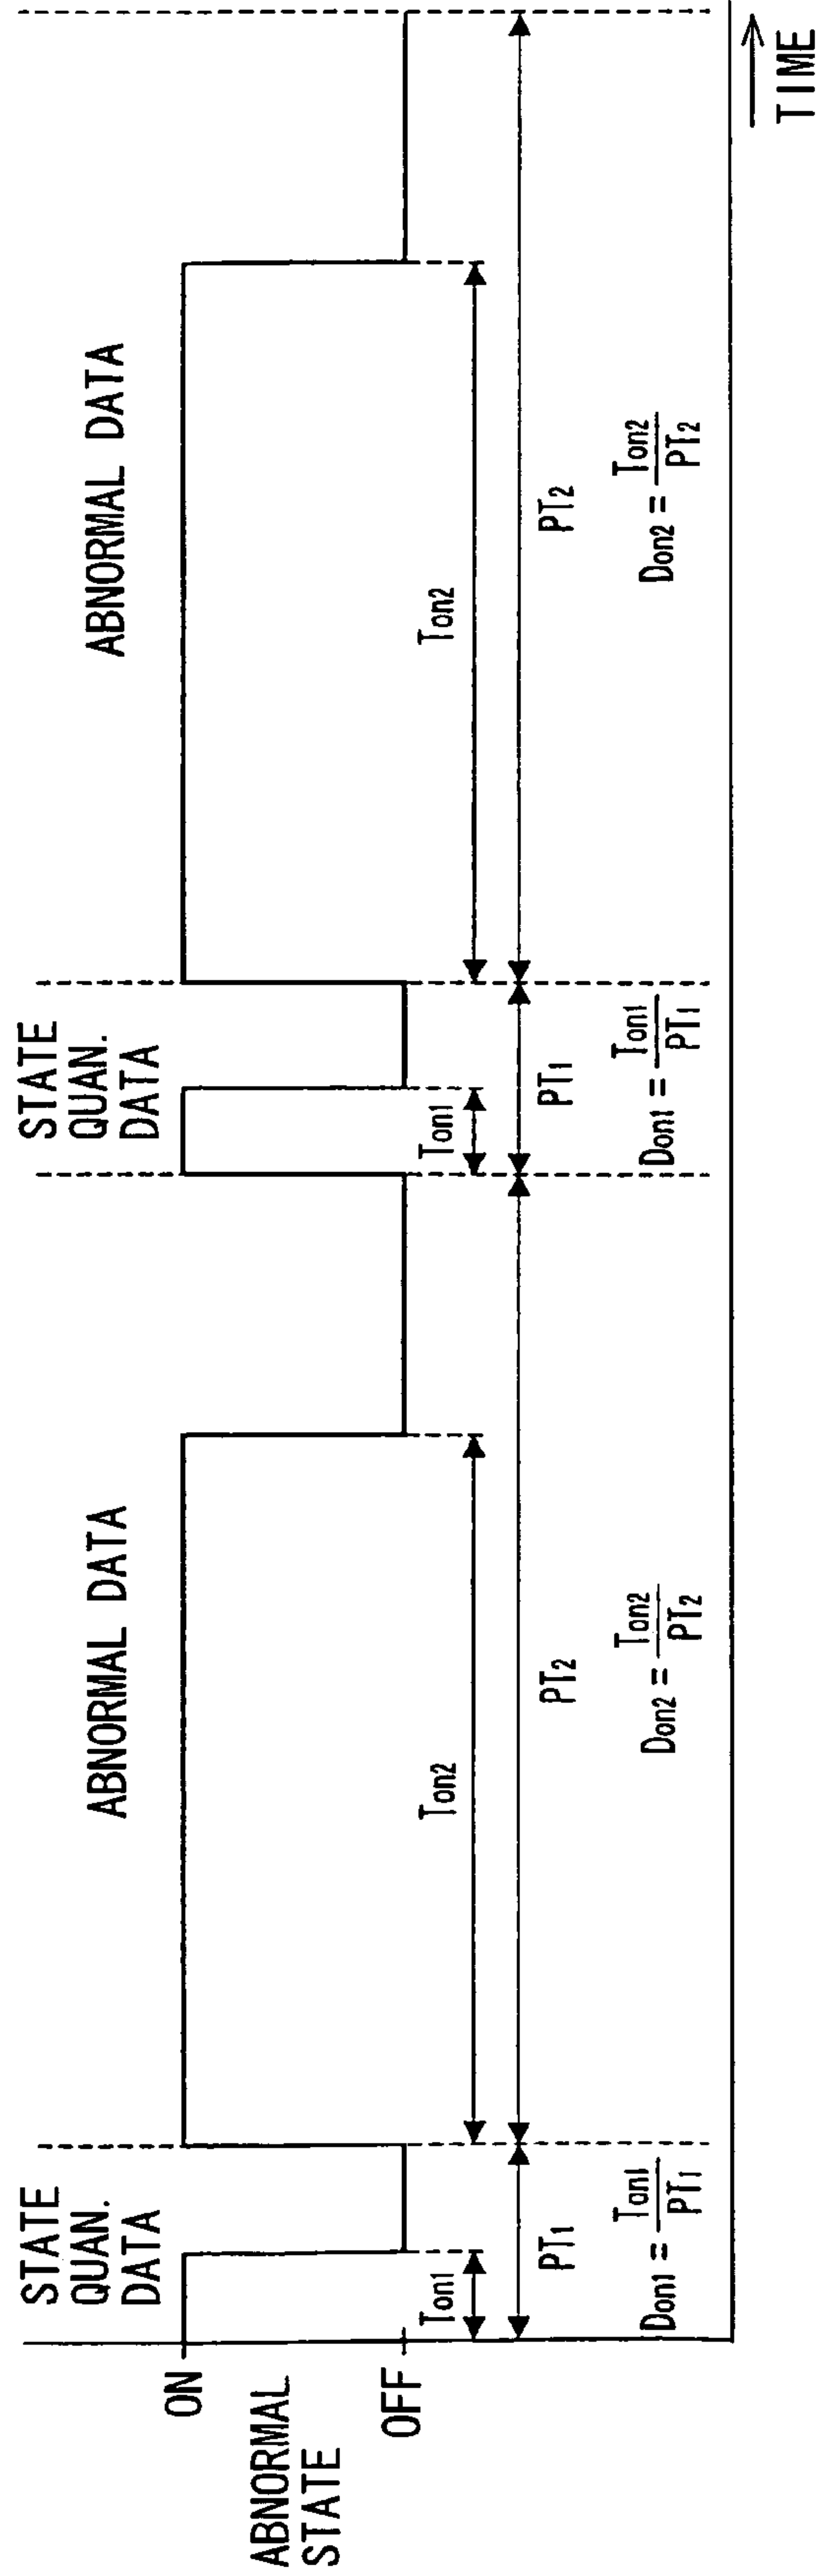 STATE
QUAN.
DATA
ABNORMAL DATA
STATE
QUAN.
DATA
ABNORMAL DATA
ON
ABNORMAL
STATE
OFF
Ton1
Ton2
Ton1
Ton2
PT1
PT2
PT1
PT2
Don1 = Ton1 / PT1
Don2 = Ton2 / PT2
Don1 = Ton1 / PT1
Don2 = Ton2 / PT2
TIME